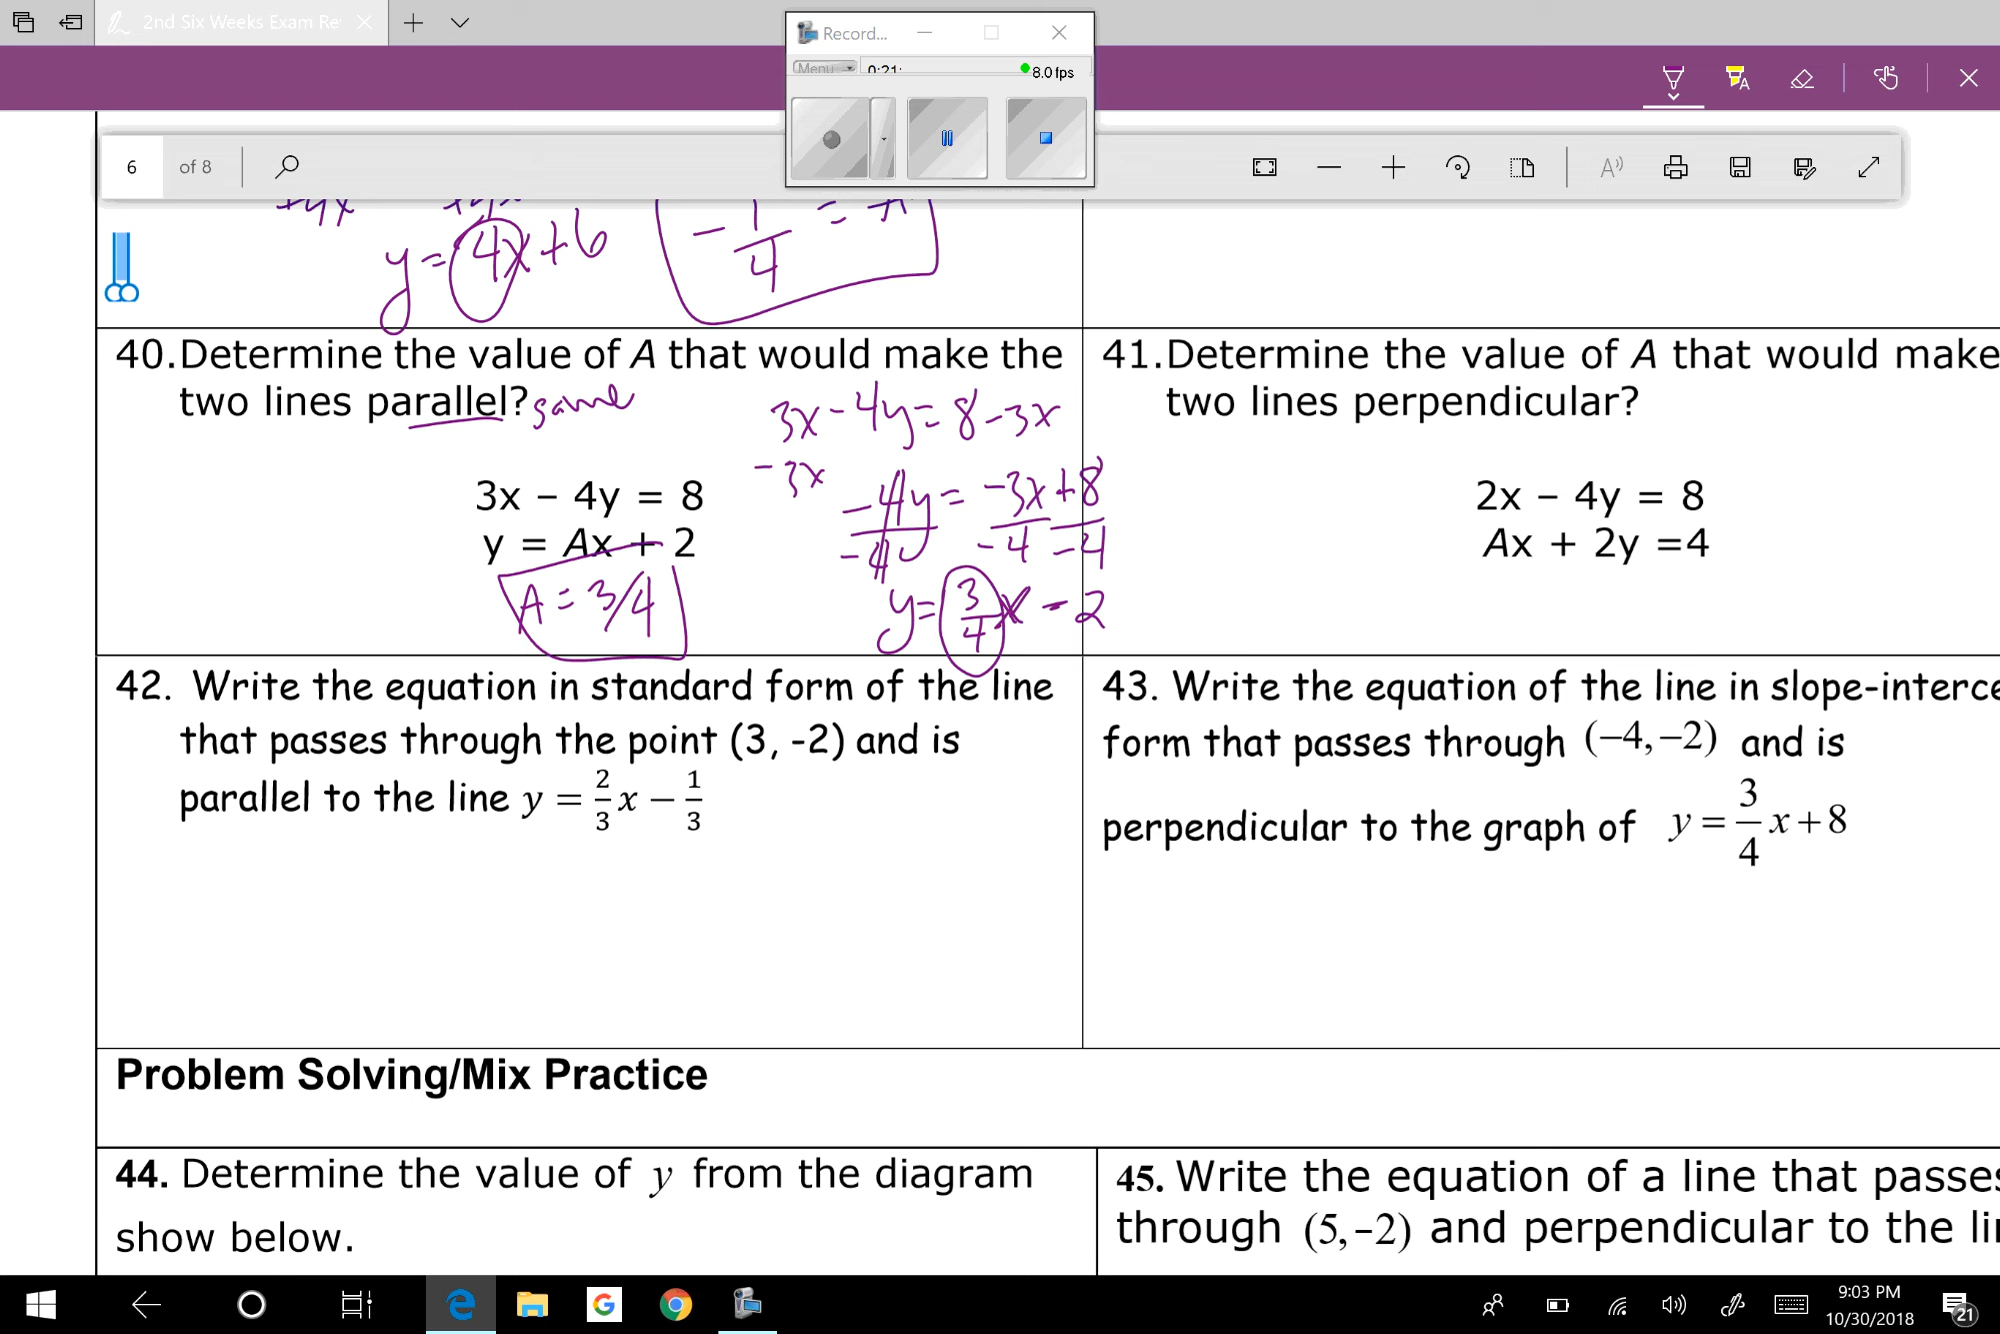 2nd Six Weeks Exam Re
Record...
Menu
0:21:
8.0 fps
6 of 8
+4x +4x
y = 4x + 6
- 1/4 = A
40. Determine the value of A that would make the
two lines parallel? same
3x – 4y = 8
y = Ax + 2
A = 3/4
3x - 4y = 8 - 3x
- 3x
-4y = -3x + 8
-4 -4 -4
y = 3/4 x - 2
41. Determine the value of A that would make
two lines perpendicular?
2x – 4y = 8
Ax + 2y =4
42. Write the equation in standard form of the line
that passes through the point (3, -2) and is
parallel to the line y = 2/3 x − 1/3
43. Write the equation of the line in slope-interce
form that passes through (−4,−2) and is
perpendicular to the graph of y = 3/4 x + 8
Problem Solving/Mix Practice
44. Determine the value of y from the diagram
show below.
45. Write the equation of a line that passes
through (5,−2) and perpendicular to the li
9:03 PM
10/30/2018
21